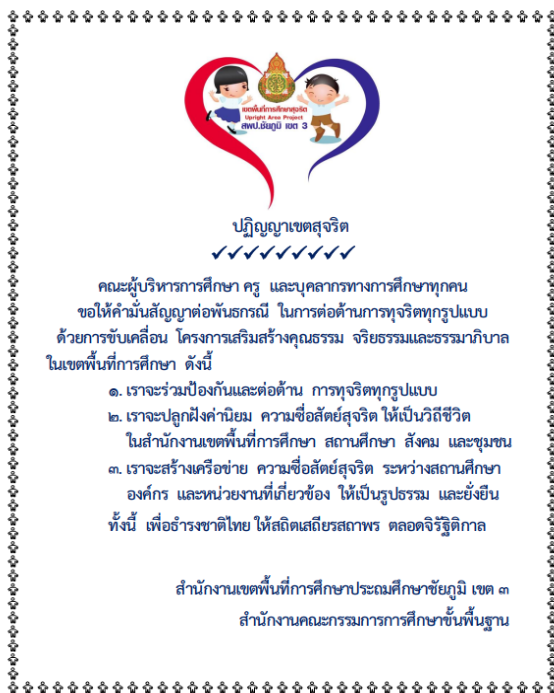 เขตพื้นที่การศึกษาสุจริต
Upright Area Project
สพป.ชัยภูมิ เขต 3
ปฏิญญาเขตสุจริต
✓✓✓✓✓✓✓✓✓
คณะผู้บริหารการศึกษา ครู และบุคลากรทางการศึกษาทุกคน
ขอให้คำมั่นสัญญาต่อพันธกรณี ในการต่อต้านการทุจริตทุกรูปแบบ
ด้วยการขับเคลื่อน โครงการเสริมสร้างคุณธรรม จริยธรรมและธรรมาภิบาล
ในเขตพื้นที่การศึกษา ดังนี้
๑. เราจะร่วมป้องกันและต่อต้าน การทุจริตทุกรูปแบบ
๒. เราจะปลูกฝังค่านิยม ความซื่อสัตย์สุจริต ให้เป็นวิถีชีวิต
ในสำนักงานเขตพื้นที่การศึกษา สถานศึกษา สังคม และชุมชน
๓. เราจะสร้างเครือข่าย ความซื่อสัตย์สุจริต ระหว่างสถานศึกษา
องค์กร และหน่วยงานที่เกี่ยวข้อง ให้เป็นรูปธรรม และยั่งยืน
ทั้งนี้ เพื่อธำรงชาติไทย ให้สถิตเสถียรสถาพร ตลอดจิรัฐิติกาล
สำนักงานเขตพื้นที่การศึกษาประถมศึกษาชัยภูมิ เขต ๓
สำนักงานคณะกรรมการการศึกษาขั้นพื้นฐาน